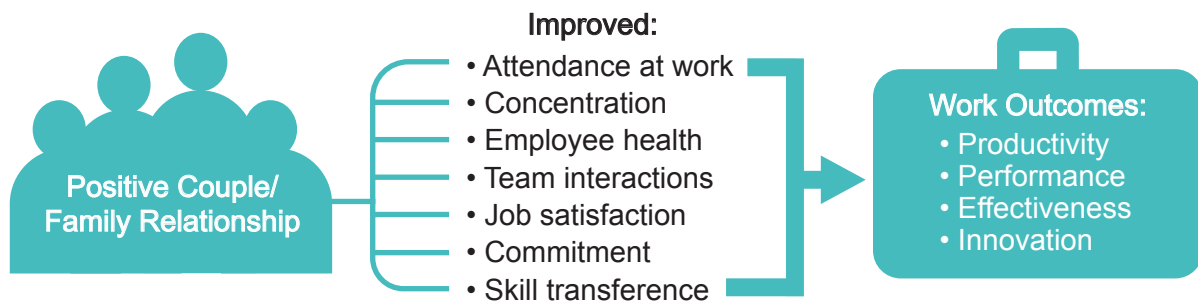 Positive Couple/
Family Relationship
Improved:
• Attendance at work
• Concentration
• Employee health
• Team interactions
• Job satisfaction
• Commitment
• Skill transference
Work Outcomes:
• Productivity
• Performance
• Effectiveness
• Innovation